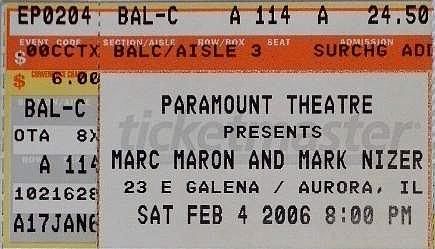 EP0204 BAL-C A 114 A 24.50
EVENT CODE SECTION/AISLE ROW/BOX SEAT ADMISSION
$ 00CCTX BALC/AISLE 3 SURCHG ADD
CONVENIENCE CHARGE
$ 6.00
BAL-C
OTA 8X
A 114
1021628
A17JAN6
PARAMOUNT THEATRE
PRESENTS
ticketmaster
MARC MARON AND MARK NIZER
23 E GALENA / AURORA, IL
SAT FEB 4 2006 8:00 PM